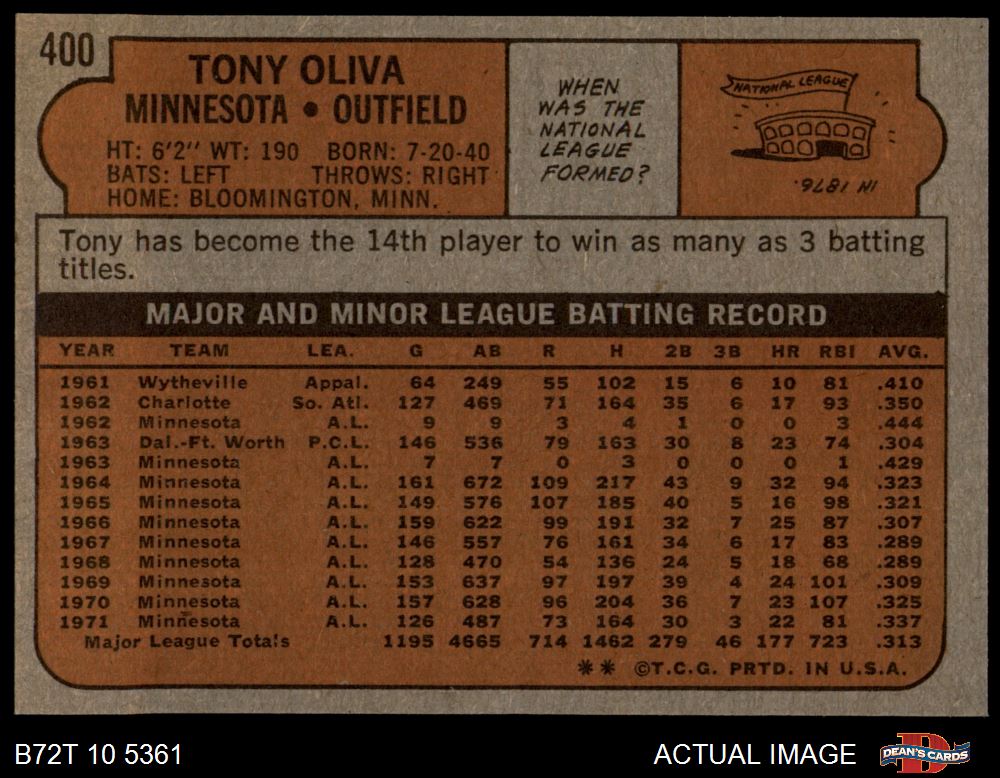 400
TONY OLIVA
MINNESOTA • OUTFIELD
HT: 6'2" WT: 190 BORN: 7-20-40
BATS: LEFT THROWS: RIGHT
HOME: BLOOMINGTON, MINN.
WHEN
WAS THE
NATIONAL
LEAGUE
FORMED?
NATIONAL LEAGUE
IN 1876.
Tony has become the 14th player to win as many as 3 batting
titles.
MAJOR AND MINOR LEAGUE BATTING RECORD
YEAR TEAM LEA. G AB R H 2B 3B HR RBI AVG.
1961 Wytheville Appal. 64 249 55 102 15 6 10 81 .410
1962 Charlotte So. Atl. 127 469 71 164 35 6 17 93 .350
1962 Minnesota A.L. 9 9 3 4 1 0 0 3 .444
1963 Dal.-Ft. Worth P.C.L. 146 536 79 163 30 8 23 74 .304
1963 Minnesota A.L. 7 7 0 3 0 0 0 1 .429
1964 Minnesota A.L. 161 672 109 217 43 9 32 94 .323
1965 Minnesota A.L. 149 576 107 185 40 5 16 98 .321
1966 Minnesota A.L. 159 622 99 191 32 7 25 87 .307
1967 Minnesota A.L. 146 557 76 161 34 6 17 83 .289
1968 Minnesota A.L. 128 470 54 136 24 5 18 68 .289
1969 Minnesota A.L. 153 637 97 197 39 4 24 101 .309
1970 Minnesota A.L. 157 628 96 204 36 7 23 107 .325
1971 Minnesota A.L. 126 487 73 164 30 3 22 81 .337
Major League Totals 1195 4665 714 1462 279 46 177 723 .313
** ©T.C.G. PRTD. IN U.S.A.
B72T 10 5361
ACTUAL IMAGE
D
DEAN'S CARDS